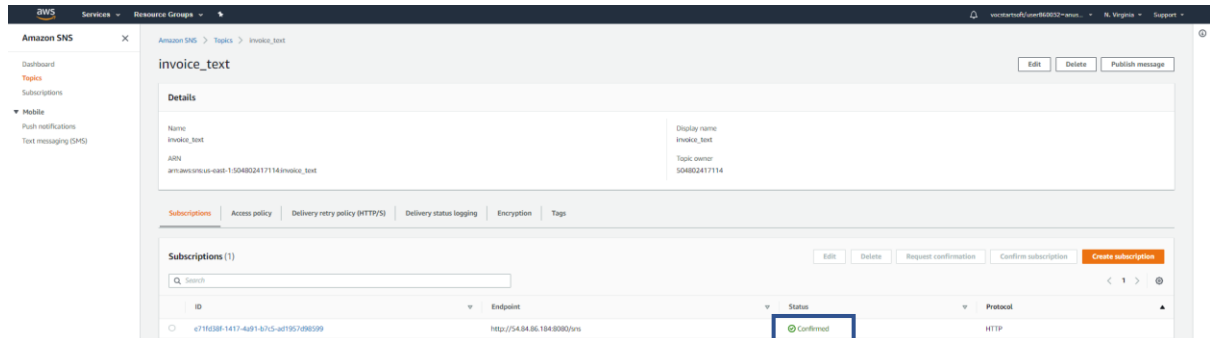 aws Services Resource Groups vocstartsoft/user868032=anus... N. Virginia Support
Amazon SNS
Dashboard
Topics
Subscriptions
Mobile
Push notifications
Text messaging (SMS)
Amazon SNS > Topics > invoice_text
invoice_text
Edit Delete Publish message
Details
Name
invoice_text
Display name
invoice_text
ARN
arn:aws:sns:us-east-1:504802417114:invoice_text
Topic owner
504802417114
Subscriptions Access policy Delivery retry policy (HTTP/S) Delivery status logging Encryption Tags
Subscriptions (1)
Edit Delete Request confirmation Confirm subscription Create subscription
Search
< 1 >
ID Endpoint Status Protocol
e71fd38f-1417-4a91-b7c5-ad1957d98599 http://54.84.86.184:8080/sns Confirmed HTTP